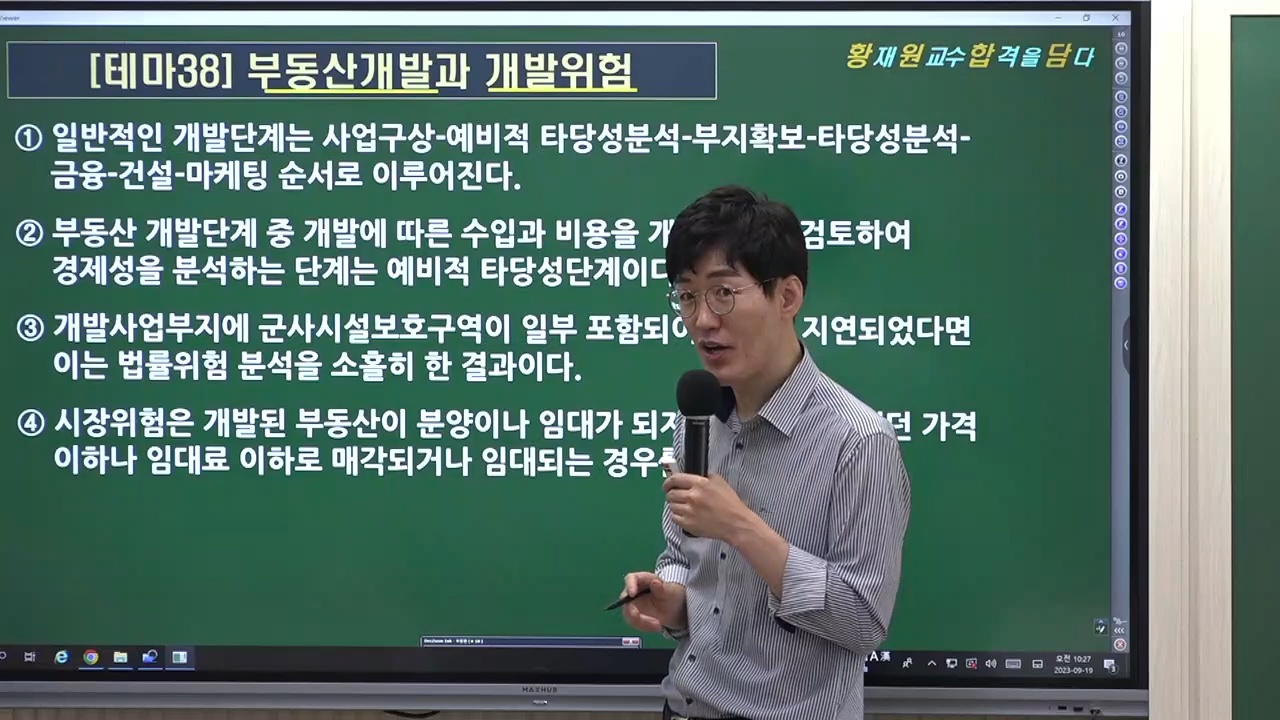 [테마38] 부동산개발과 개발위험
황재원교수합격을담다
① 일반적인 개발단계는 사업구상-예비적 타당성분석-부지확보-타당성분석-
금융-건설-마케팅 순서로 이루어진다.
② 부동산 개발단계 중 개발에 따른 수입과 비용을 개 검토하여
경제성을 분석하는 단계는 예비적 타당성단계이다
③ 개발사업부지에 군사시설보호구역이 일부 포함되어 지연되었다면
이는 법률위험 분석을 소홀히 한 결과이다.
④ 시장위험은 개발된 부동산이 분양이나 임대가 되지 던 가격
이하나 임대료 이하로 매각되거나 임대되는 경우를
A 漢
오전 10:27
2023-09-19
MAXHUB